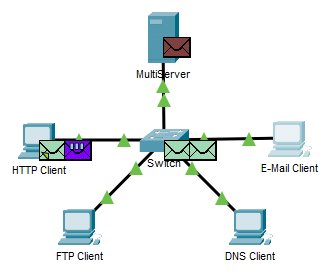 MultiServer
HTTP Client
Switch
E-Mail Client
FTP Client
DNS Client